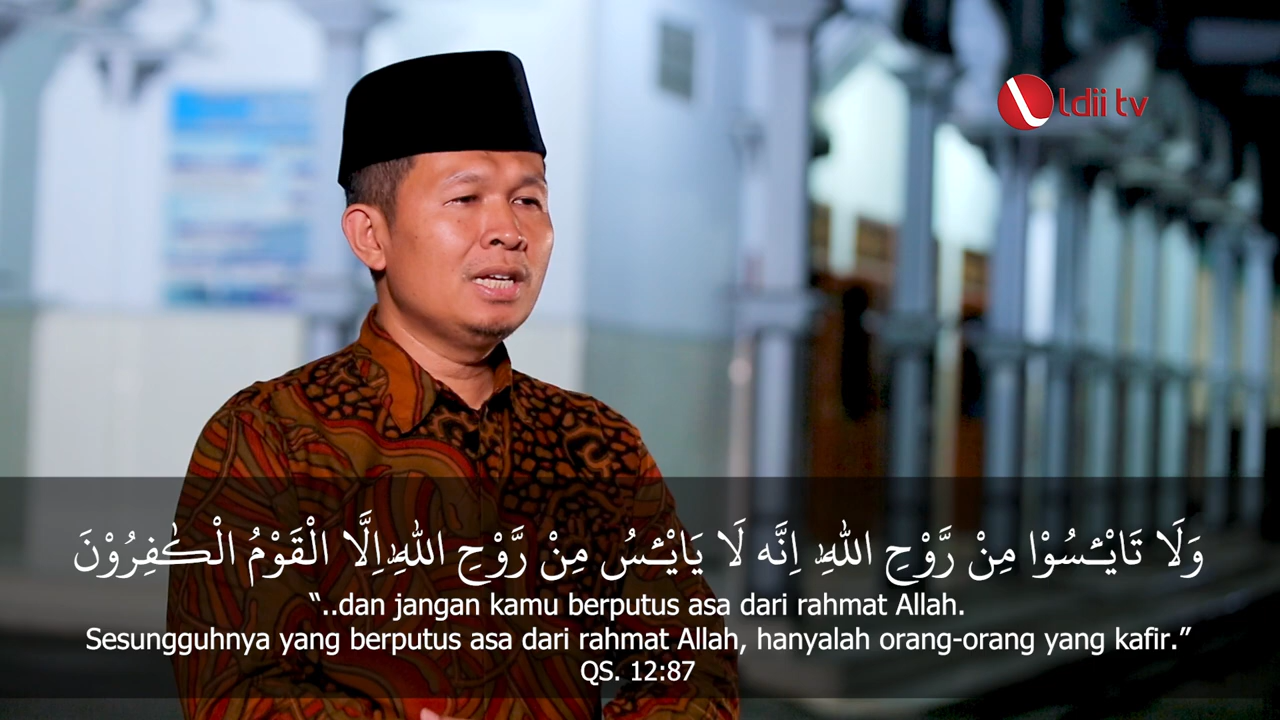 ldii tv
وَلَا تَايْـَٔسُوْا مِنْ رَّوْحِ اللّٰهِ ۗاِنَّه لَا يَايْـَٔسُ مِنْ رَّوْحِ اللّٰهِ اِلَّا الْقَوْمُ الْكٰفِرُوْنَ
“..dan jangan kamu berputus asa dari rahmat Allah.
Sesungguhnya yang berputus asa dari rahmat Allah, hanyalah orang-orang yang kafir.”
QS. 12:87